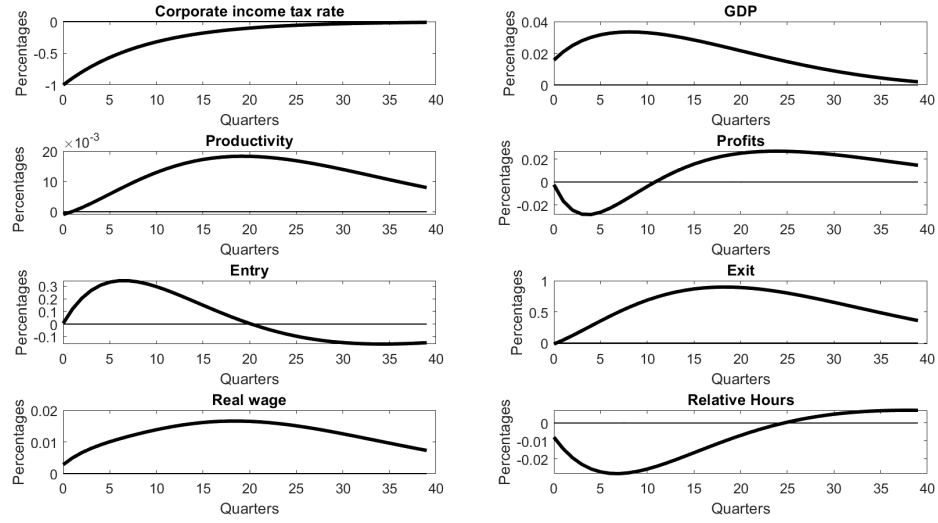 Corporate income tax rate
Percentages
0
-0.5
-1
0 5 10 15 20 25 30 35 40
Quarters
GDP
Percentages
0.04
0.02
0
0 5 10 15 20 25 30 35 40
Quarters
Productivity
×10^-3
Percentages
20
10
0
0 5 10 15 20 25 30 35 40
Quarters
Profits
Percentages
0.02
0
-0.02
0 5 10 15 20 25 30 35 40
Quarters
Entry
Percentages
0.3
0.2
0.1
0
-0.1
0 5 10 15 20 25 30 35 40
Quarters
Exit
Percentages
1
0.5
0
0 5 10 15 20 25 30 35 40
Quarters
Real wage
Percentages
0.02
0.01
0
0 5 10 15 20 25 30 35 40
Quarters
Relative Hours
Percentages
0
-0.01
-0.02
0 5 10 15 20 25 30 35 40
Quarters